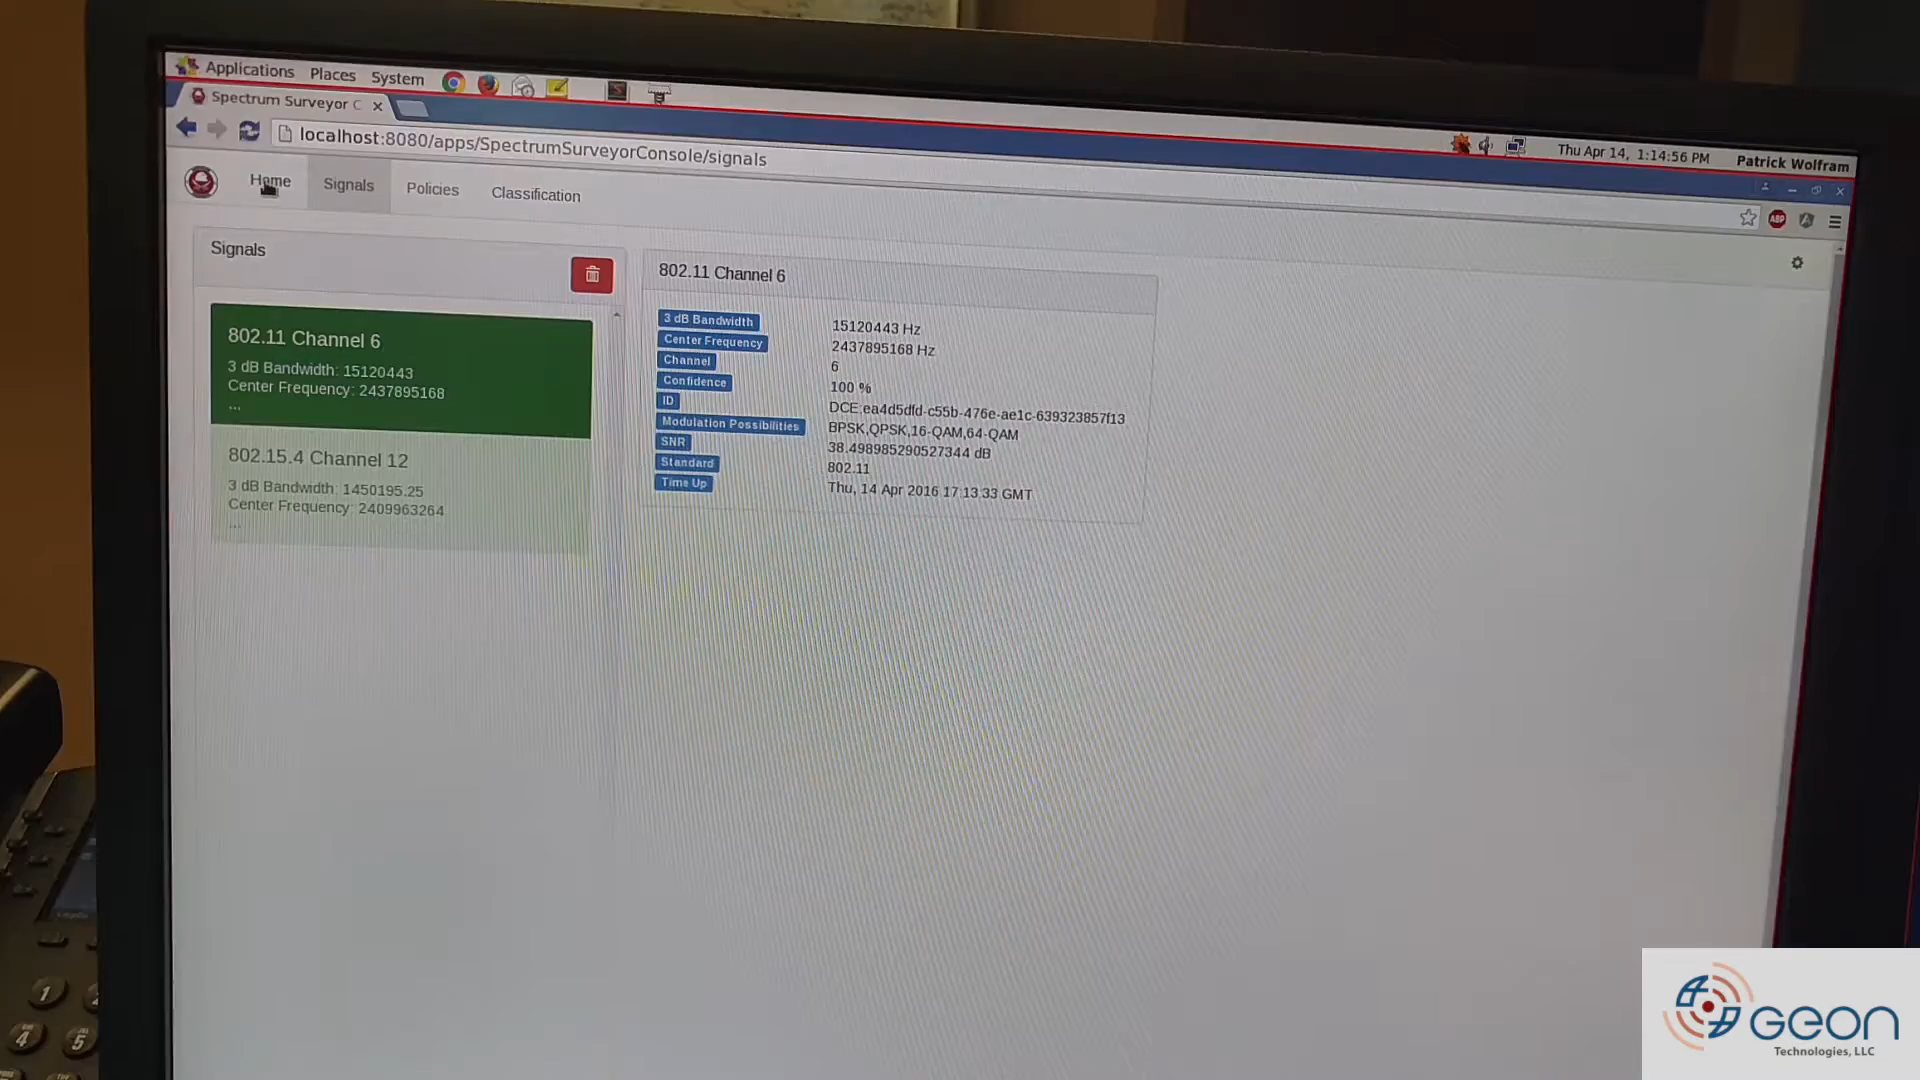 Applications Places System
Thu Apr 14, 1:14:56 PM Patrick Wolfram
Spectrum Surveyor C
localhost:8080/apps/SpectrumSurveyorConsole/signals
ABP
Home Signals Policies Classification
Signals
802.11 Channel 6
3 dB Bandwidth: 15120443
Center Frequency: 2437895168
...
802.15.4 Channel 12
3 dB Bandwidth: 1450195.25
Center Frequency: 2409963264
...
802.11 Channel 6
3 dB Bandwidth 15120443 Hz
Center Frequency 2437895168 Hz
Channel 6
Confidence 100 %
ID DCE:ea4d5dfd-c55b-476e-ae1c-639323857f13
Modulation Possibilities BPSK,QPSK,16-QAM,64-QAM
SNR 38.498985290527344 dB
Standard 802.11
Time Up Thu, 14 Apr 2016 17:13:33 GMT
1
4 5
GEON
Technologies, LLC